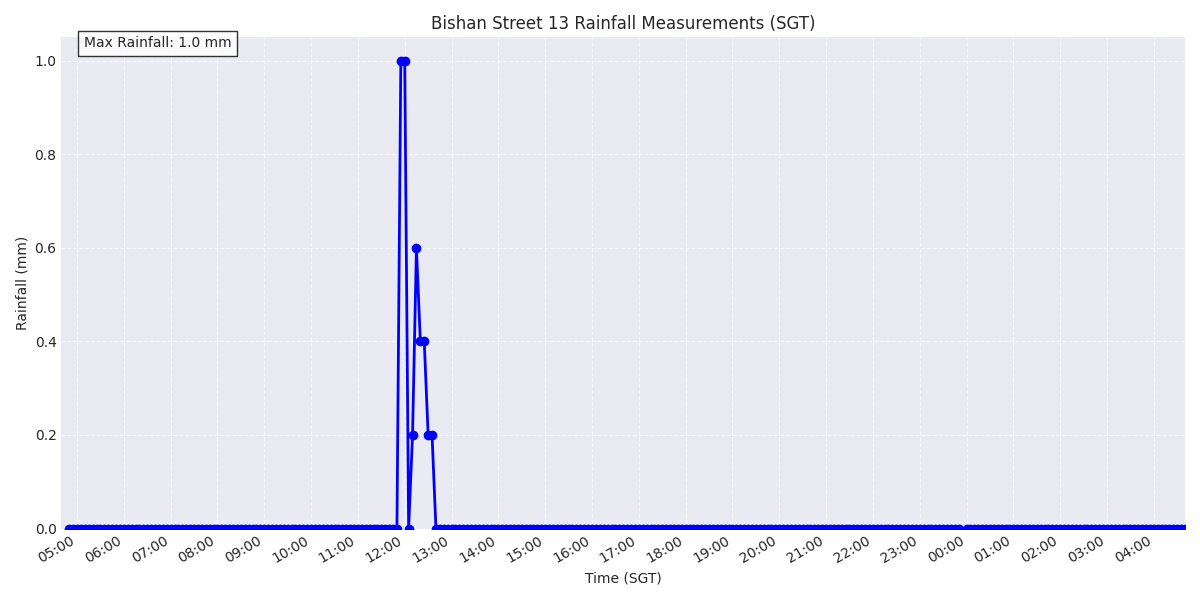 Bishan Street 13 Rainfall Measurements (SGT)
Max Rainfall: 1.0 mm
1.0
0.8
0.6
0.4
0.2
0.0
Rainfall (mm)
05:00 06:00 07:00 08:00 09:00 10:00 11:00 12:00 13:00 14:00 15:00 16:00 17:00 18:00 19:00 20:00 21:00 22:00 23:00 00:00 01:00 02:00 03:00 04:00
Time (SGT)